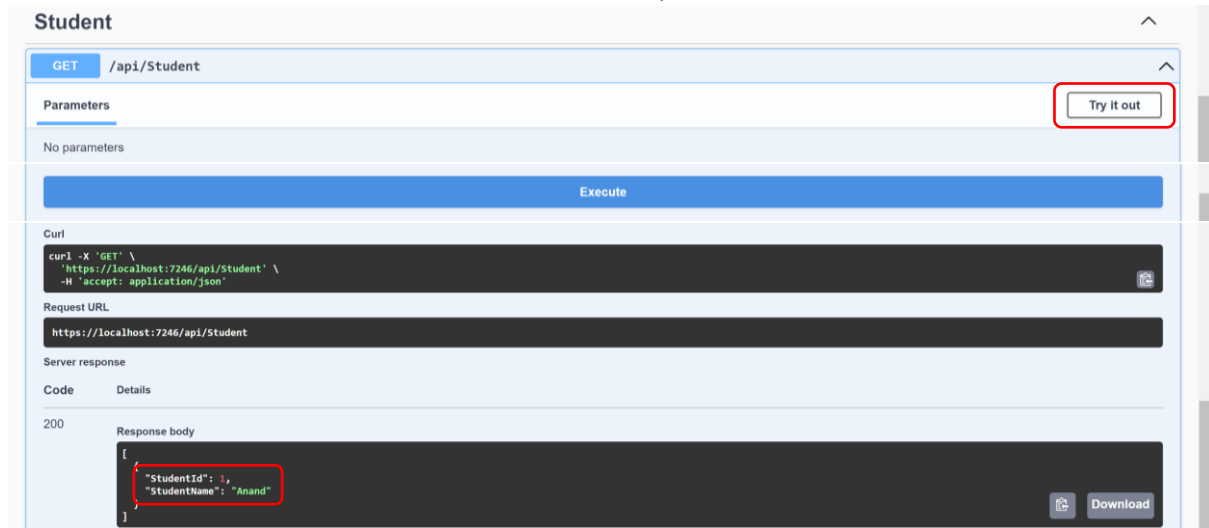 Student
GET /api/Student
Parameters
Try it out
No parameters
Execute
Curl
curl -X 'GET' \
  'https://localhost:7246/api/Student' \
  -H 'accept: application/json'
Request URL
https://localhost:7246/api/Student
Server response
Code Details
200
Response body
[
  {
    "StudentId": 1,
    "StudentName": "Anand"
  }
]
Download